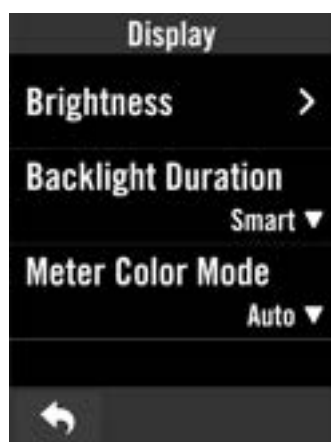 Display
Brightness
Backlight Duration
Smart
Meter Color Mode
Auto